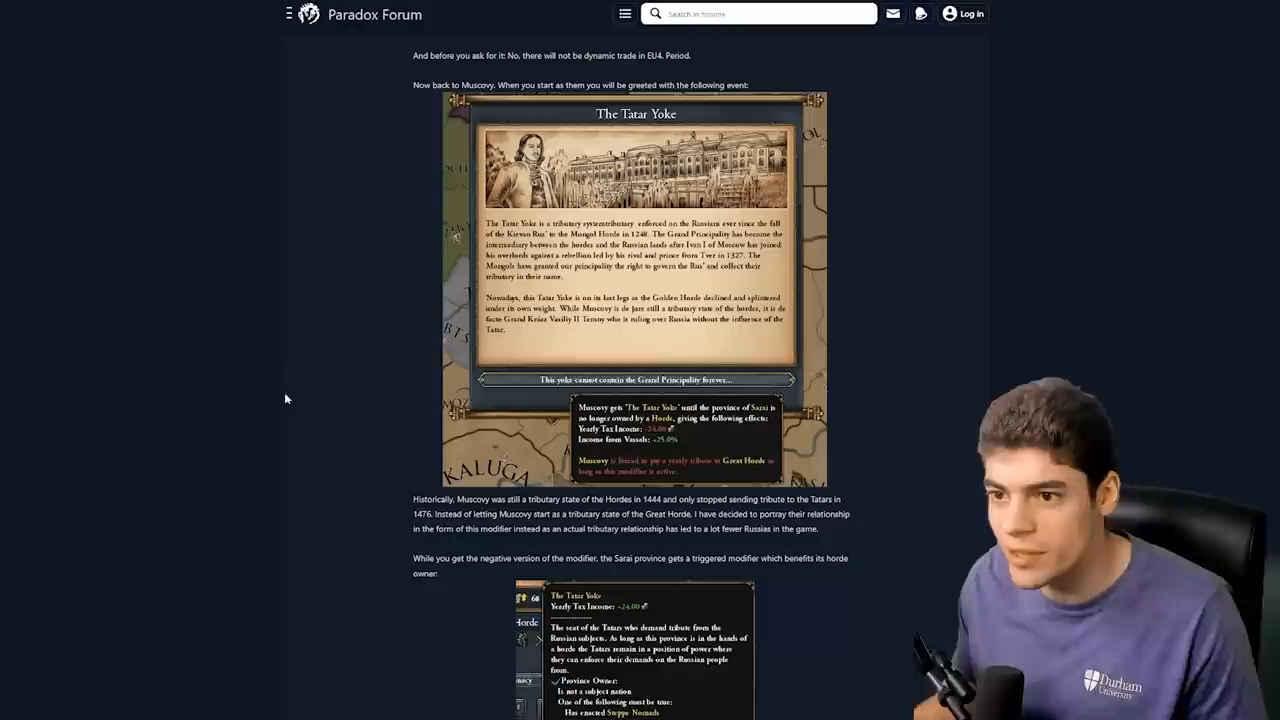 Paradox Forum
Search in forums
Log in
And before you ask for it: No, there will not be dynamic trade in EU4. Period.
Now back to Muscovy. When you start as them you will be greeted with the following event:
The Tatar Yoke
The Tatar Yoke is a tributary systemtributary enforced on the Russians ever since the fall
of the Kievan Rus' to the Mongol Horde in 1248. The Grand Principality has become the
intermediary between the hordes and the Russian lands after Ivan I of Moscow has joined
his overlords against a rebellion led by his rival and prince from Tver in 1327. The
Mongols have granted our principality the right to govern the Rus' and collect their
tributary in their name.
Nowadays, this Tatar Yoke is on its last legs as the Golden Horde declined and splintered
under its own weight. While Muscovy is de jure still a tributary state of the hordes, it is de
facto Grand Kniaz Vasiliy II Temny who is ruling over Russia without the influence of the
Tatar.
This yoke cannot contain the Grand Principality forever...
Muscovy gets 'The Tatar Yoke' until the province of Sarai is
no longer owned by a Horde, giving the following effects:
Yearly Tax Income: -24.00
Income from Vassals: +25.0%
Muscovy is forced to pay a yearly tribute to Great Horde as
long as this modifier is active.
KALUGA
Historically, Muscovy was still a tributary state of the Hordes in 1444 and only stopped sending tribute to the Tatars in
1476. Instead of letting Muscovy start as a tributary state of the Great Horde, I have decided to portray their relationship
in the form of this modifier instead as an actual tributary relationship has led to a lot fewer Russias in the game.
While you get the negative version of the modifier, the Sarai province gets a triggered modifier which benefits its horde
owner:
68
Horde
macy
The Tatar Yoke
Yearly Tax Income: +24.00
The seat of the Tatars who demand tribute from the
Russian subjects. As long as this province is in the hands of
a horde the Tatars remain in a position of power where
they can enforce their demands on the Russian people
from.
Province Owner:
Is not a subject nation
One of the following must be true:
Has enacted Steppe Nomads
Durham
University